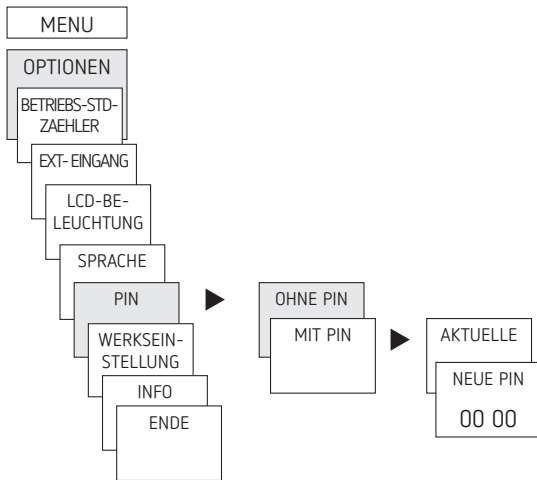 MENU
OPTIONEN
BETRIEBS-STD-
ZAEHLER
EXT-EINGANG
LCD-BE-
LEUCHTUNG
SPRACHE
PIN
WERKSEIN-
STELLUNG
INFO
ENDE
OHNE PIN
MIT PIN
AKTUELLE
NEUE PIN
00 00